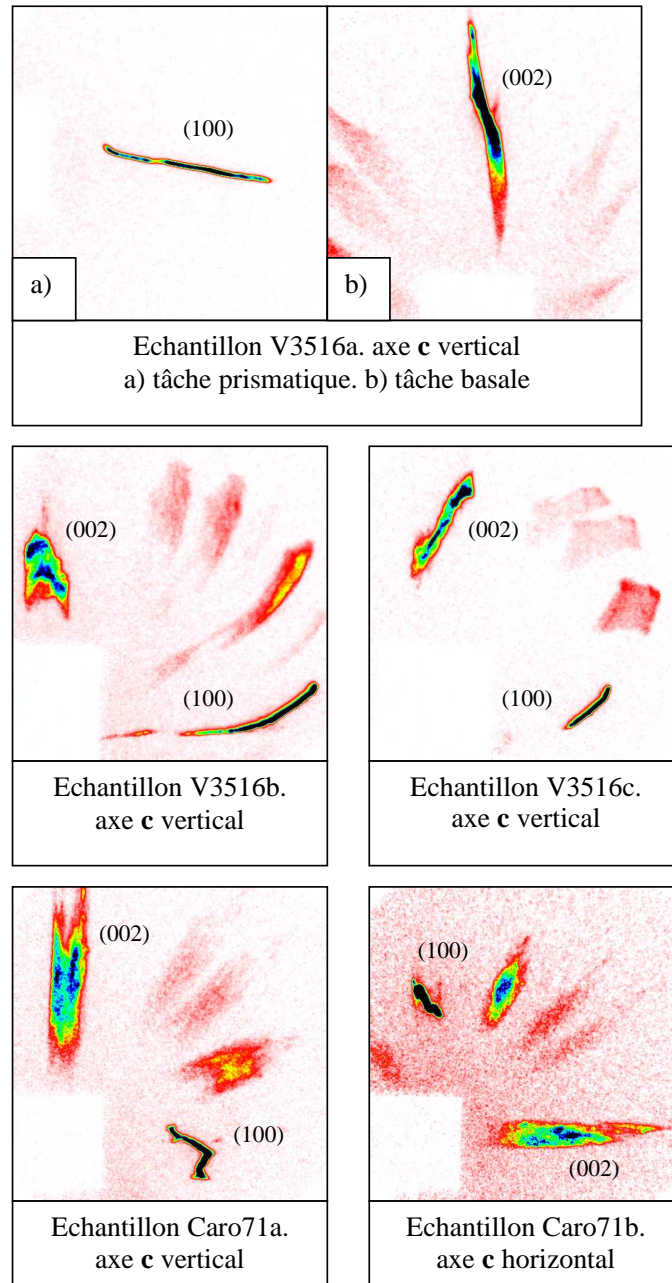 (100)
(002)
a)
b)
Echantillon V3516a. axe c vertical
a) tâche prismatique. b) tâche basale
(002)
(100)
(002)
(100)
Echantillon V3516b.
axe c vertical
Echantillon V3516c.
axe c vertical
(002)
(100)
(100)
(002)
Echantillon Caro71a.
axe c vertical
Echantillon Caro71b.
axe c horizontal